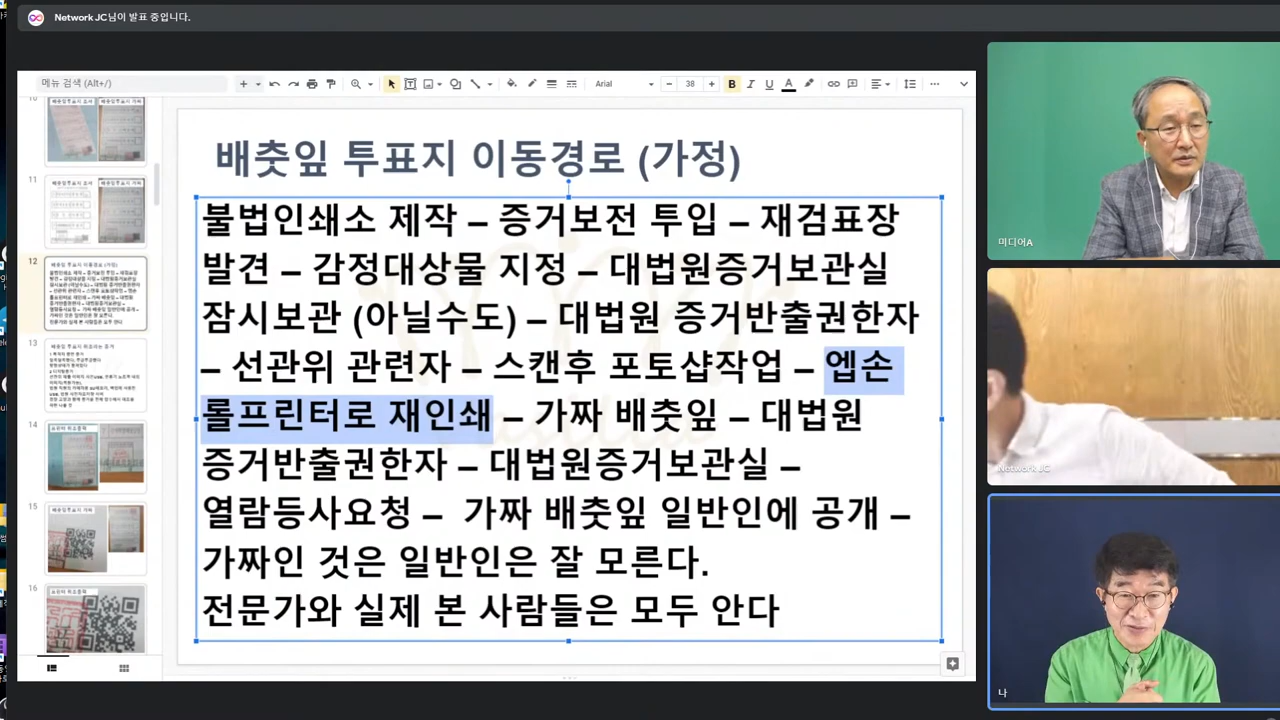 Network JC님이 발표 중입니다.
메뉴 검색 (Alt+/)
Arial
38
배춧잎 투표지 이동경로 (가정)
불법인쇄소 제작 – 증거보전 투입 – 재검표장
발견 – 감정대상물 지정 – 대법원증거보관실
잠시보관 (아닐수도) – 대법원 증거반출권한자
– 선관위 관련자 – 스캔후 포토샵작업 – 엡손
롤프린터로 재인쇄 – 가짜 배춧잎 – 대법원
증거반출권한자 – 대법원증거보관실 –
열람등사요청 – 가짜 배춧잎 일반인에 공개 –
가짜인 것은 일반인은 잘 모른다.
전문가와 실제 본 사람들은 모두 안다
10
11
12
13
14
15
16
미디어A
Network JC
나